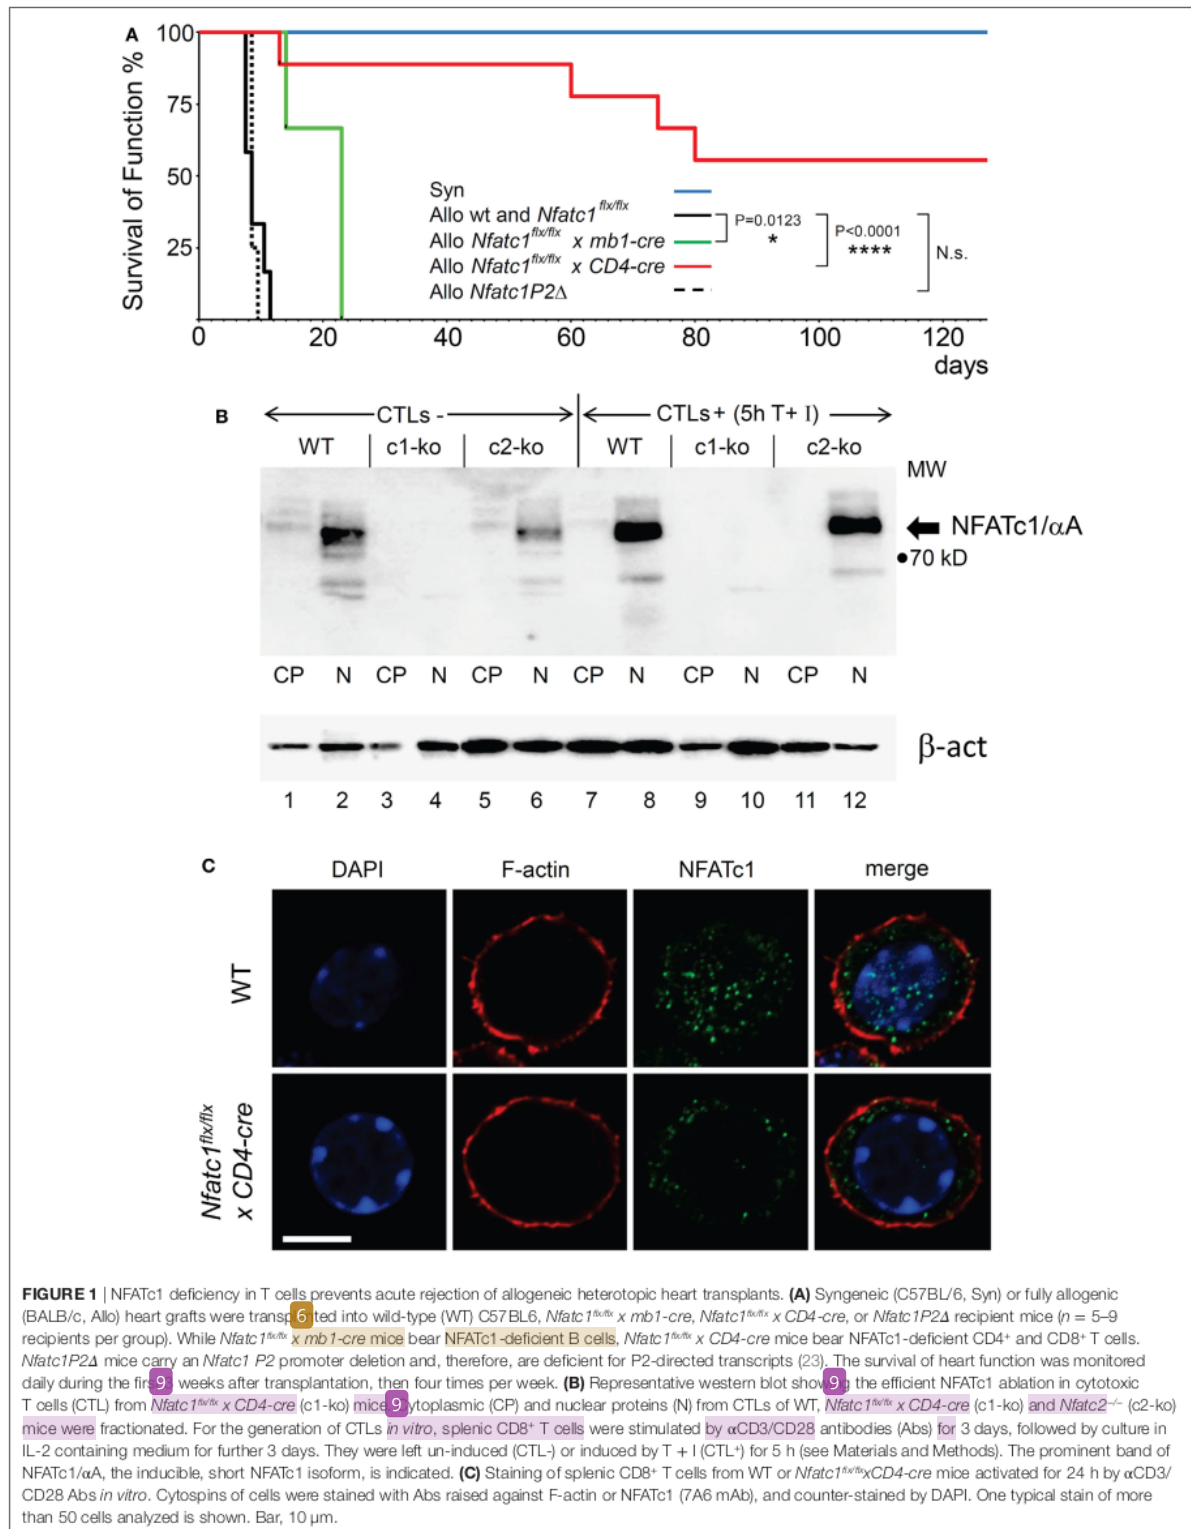 A
Survival of Function %
100
75
50
25
0 20 40 60 80 100 120
days
Syn
Allo wt and Nfatc1flx/flx
Allo Nfatc1flx/flx x mb1-cre
Allo Nfatc1flx/flx x CD4-cre
Allo Nfatc1P2Δ
P=0.0123
*
P<0.0001
****
N.s.
B
CTLs - CTLs+ (5h T+ I)
WT c1-ko c2-ko WT c1-ko c2-ko
MW
NFATc1/αA
70 kD
CP N CP N CP N CP N CP N CP N
β-act
1 2 3 4 5 6 7 8 9 10 11 12
C
DAPI F-actin NFATc1 merge
WT
Nfatc1flx/flx
x CD4-cre
FIGURE 1 | NFATc1 deficiency in T cells prevents acute rejection of allogeneic heterotopic heart transplants. (A) Syngeneic (C57BL/6, Syn) or fully allogenic
(BALB/c, Allo) heart grafts were transp 6 nted into wild-type (WT) C57BL6, Nfatc1flx/flx x mb1-cre, Nfatc1flx/flx x CD4-cre, or Nfatc1P2Δ recipient mice (n = 5–9
recipients per group). While Nfatc1flx/flx x mb1-cre mice bear NFATc1-deficient B cells, Nfatc1flx/flx x CD4-cre mice bear NFATc1-deficient CD4+ and CD8+ T cells.
Nfatc1P2Δ mice carry an Nfatc1 P2 promoter deletion and, therefore, are deficient for P2-directed transcripts (23). The survival of heart function was monitored
daily during the firs 9 weeks after transplantation, then four times per week. (B) Representative western blot show 9 g the efficient NFATc1 ablation in cytotoxic
T cells (CTL) from Nfatc1flx/flx x CD4-cre (c1-ko) mice 9 ytoplasmic (CP) and nuclear proteins (N) from CTLs of WT, Nfatc1flx/flx x CD4-cre (c1-ko) and Nfatc2−/− (c2-ko)
mice were fractionated. For the generation of CTLs in vitro, splenic CD8+ T cells were stimulated by αCD3/CD28 antibodies (Abs) for 3 days, followed by culture in
IL-2 containing medium for further 3 days. They were left un-induced (CTL-) or induced by T + I (CTL+) for 5 h (see Materials and Methods). The prominent band of
NFATc1/αA, the inducible, short NFATc1 isoform, is indicated. (C) Staining of splenic CD8+ T cells from WT or Nfatc1flx/flxxCD4-cre mice activated for 24 h by αCD3/
CD28 Abs in vitro. Cytospins of cells were stained with Abs raised against F-actin or NFATc1 (7A6 mAb), and counter-stained by DAPI. One typical stain of more
than 50 cells analyzed is shown. Bar, 10 μm.